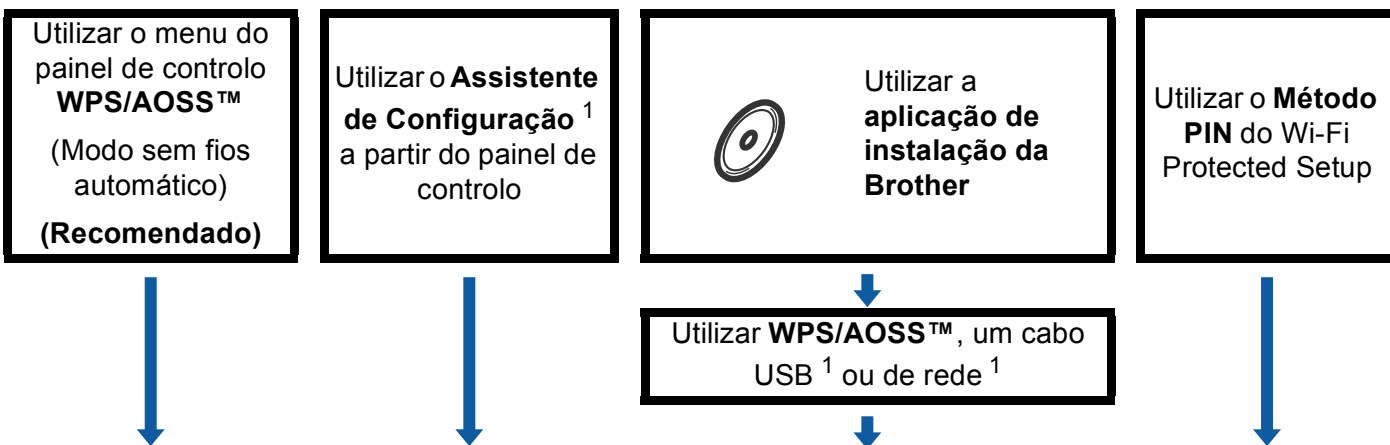 Utilizar o menu do
painel de controlo
WPS/AOSS™
(Modo sem fios
automático)
(Recomendado)
Utilizar o Assistente
de Configuração 1
a partir do painel de
controlo
Utilizar a
aplicação de
instalação da
Brother
Utilizar WPS/AOSS™, um cabo
USB 1 ou de rede 1
Utilizar o Método
PIN do Wi-Fi
Protected Setup